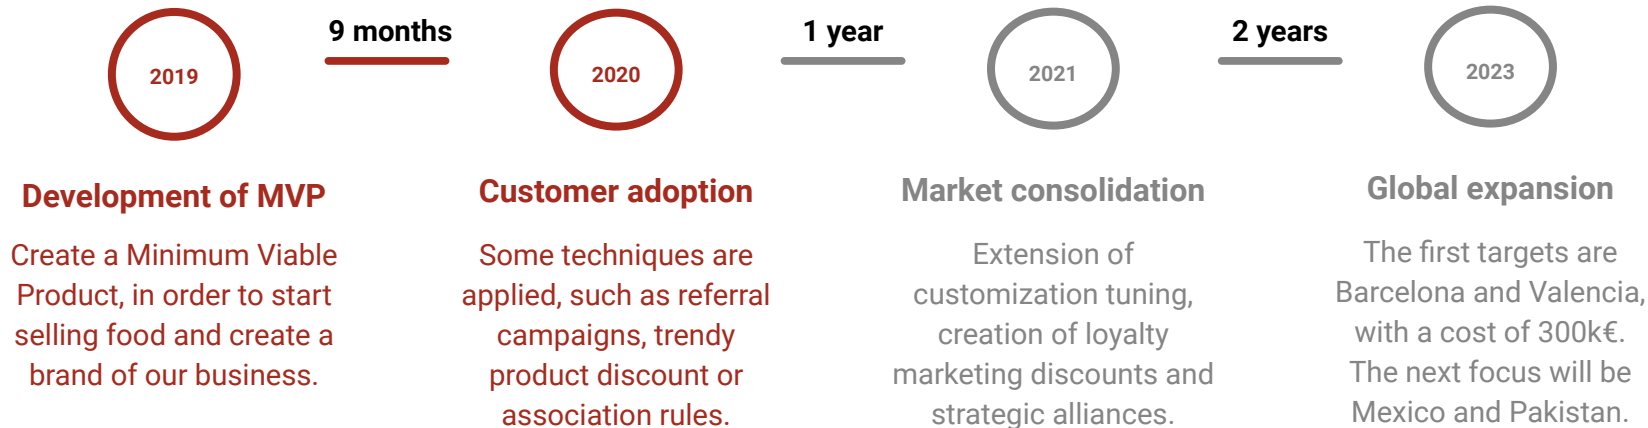 2019
9 months
2020
1 year
2021
2 years
2023
Development of MVP
Create a Minimum Viable
Product, in order to start
selling food and create a
brand of our business.
Customer adoption
Some techniques are
applied, such as referral
campaigns, trendy
product discount or
association rules.
Market consolidation
Extension of
customization tuning,
creation of loyalty
marketing discounts and
strategic alliances.
Global expansion
The first targets are
Barcelona and Valencia,
with a cost of 300k€.
The next focus will be
Mexico and Pakistan.